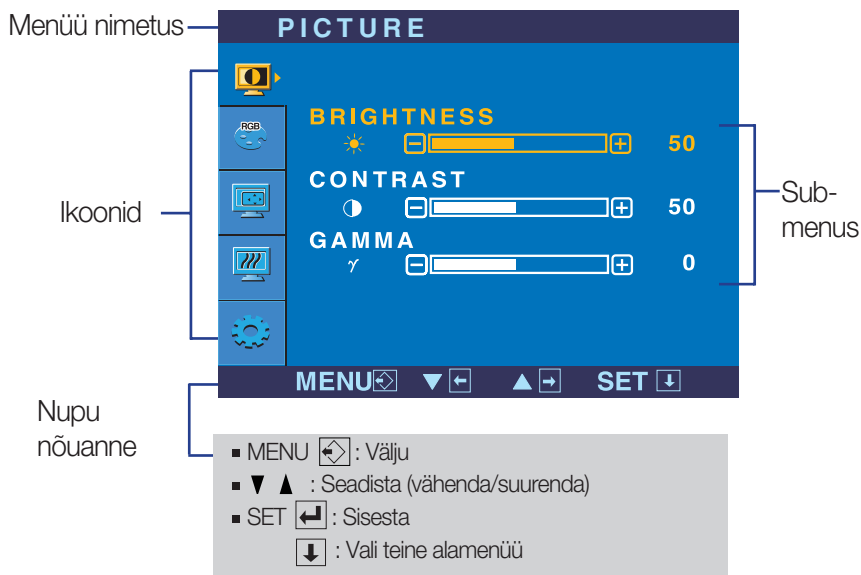 Menüü nimetus
PICTURE
RGB
BRIGHTNESS
50
CONTRAST
50
GAMMA
γ
0
Ikoonid
Sub-
menus
MENU ▼ ← ▲ → SET ↓
Nupu
nõuanne
▪ MENU : Välju
▪ ▼ ▲ : Seadista (vähenda/suurenda)
▪ SET ↵ : Sisesta
↓ : Vali teine alamenüü